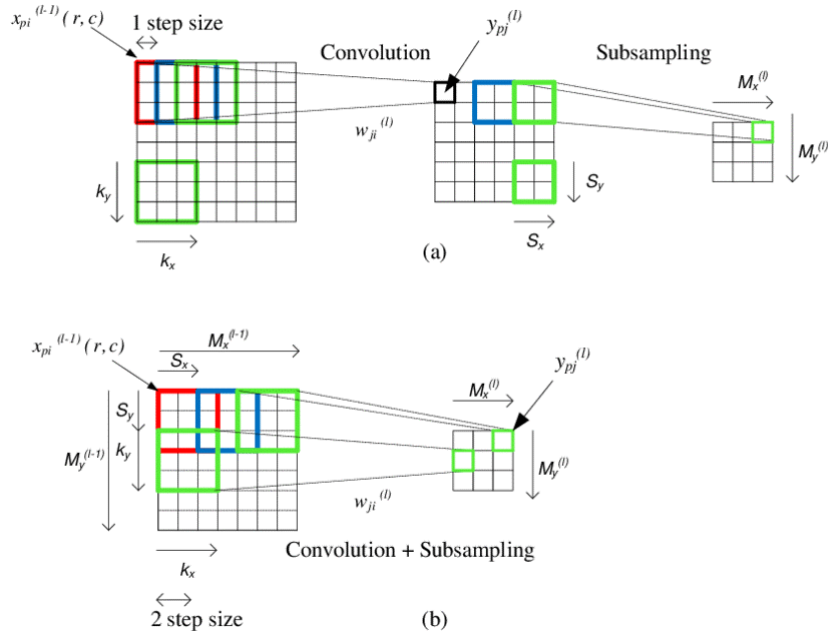 x_pi^(l-1) (r, c)
1 step size
Convolution
y_pj^(l)
Subsampling
M_x^(l)
w_ji^(l)
M_y^(l)
k_y
S_y
k_x
S_x
(a)
x_pi^(l-1) (r, c)
M_x^(l-1)
S_x
y_pj^(l)
M_x^(l)
S_y
k_y
M_y^(l-1)
M_y^(l)
w_ji^(l)
k_x
Convolution + Subsampling
2 step size
(b)